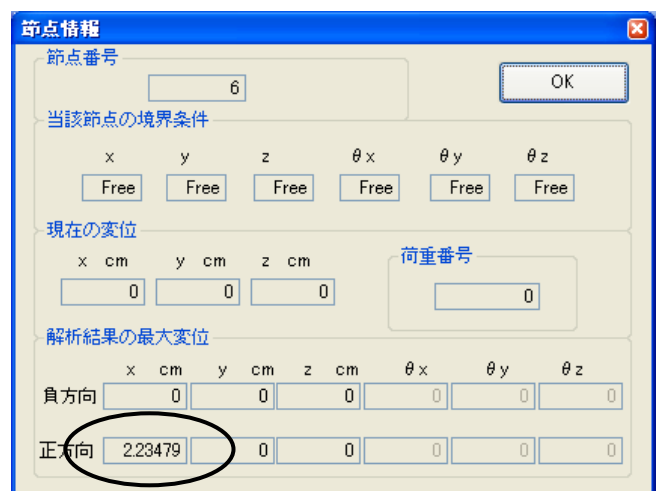 節点情報
節点番号
6
OK
当該節点の境界条件
x y z θx θy θz
Free Free Free Free Free Free
現在の変位
x cm y cm z cm
0 0 0
荷重番号
0
解析結果の最大変位
x cm y cm z cm θx θy θz
負方向 0 0 0 0 0 0
正方向 2.23479 0 0 0 0 0